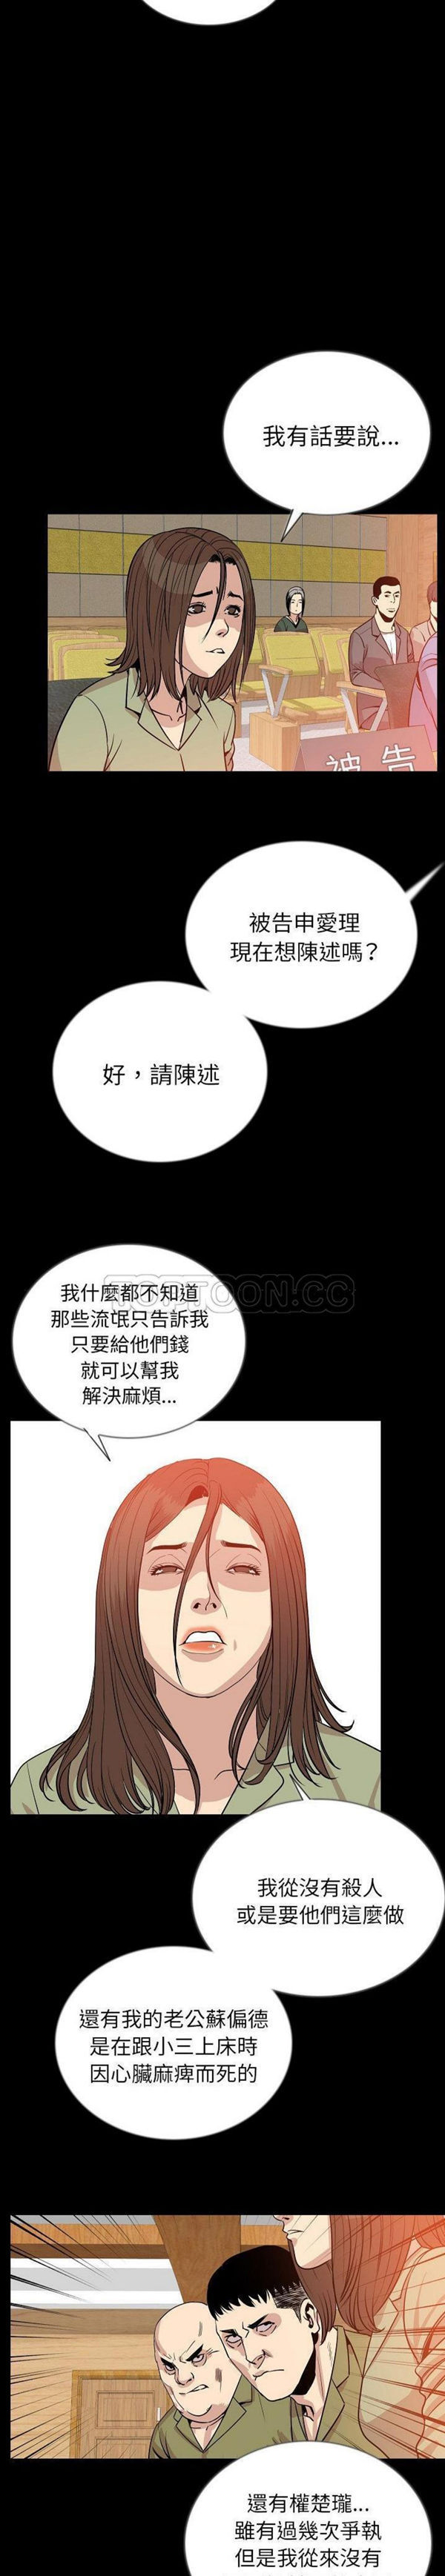 我有話要說...
被告
被告申愛理
現在想陳述嗎？
好，請陳述
TOPTOON.CC
我什麼都不知道
那些流氓只告訴我
只要給他們錢
就可以幫我
解決麻煩...
我從沒有殺人
或是要他們這麼做
還有我的老公蘇偏德
是在跟小三上床時
因心臟麻痺而死的
還有權楚瓏...
雖有過幾次爭執
但是我從來沒有